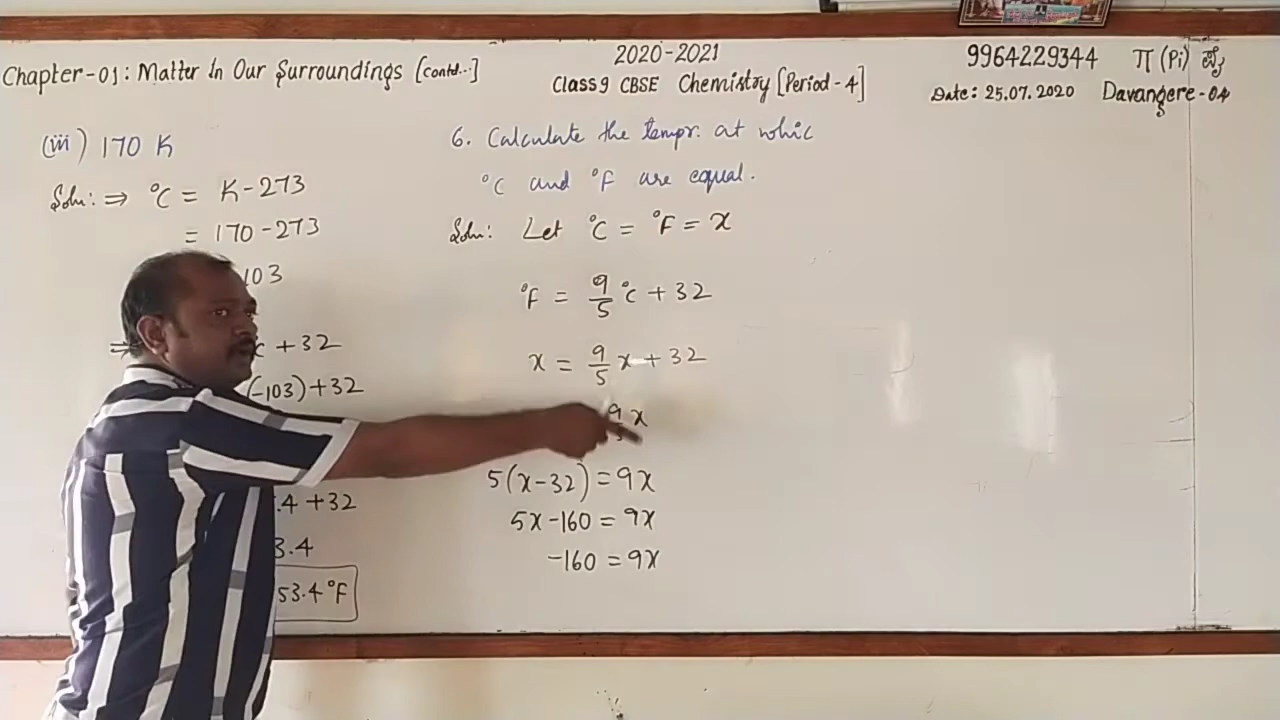 2020-2021
Chapter-01: Matter In Our Surroundings [contd...]
Class 9 CBSE Chemistry [Period-4]
9964229344 π (Pi)
Date: 25.07.2020 Davangere-04
(iii) 170 K
Soln: ⇒ °C = K-273
= 170-273
103
⇒ + 32
(-103)+32
.4 +32
3.4
53.4 °F
6. Calculate the tempr. at whic
°C and °F are equal.
Soln: Let °C = °F = x
°F = 9/5 °C + 32
x = 9/5 x + 32
9 x
5(x-32) = 9x
5x-160 = 9x
-160 = 9x